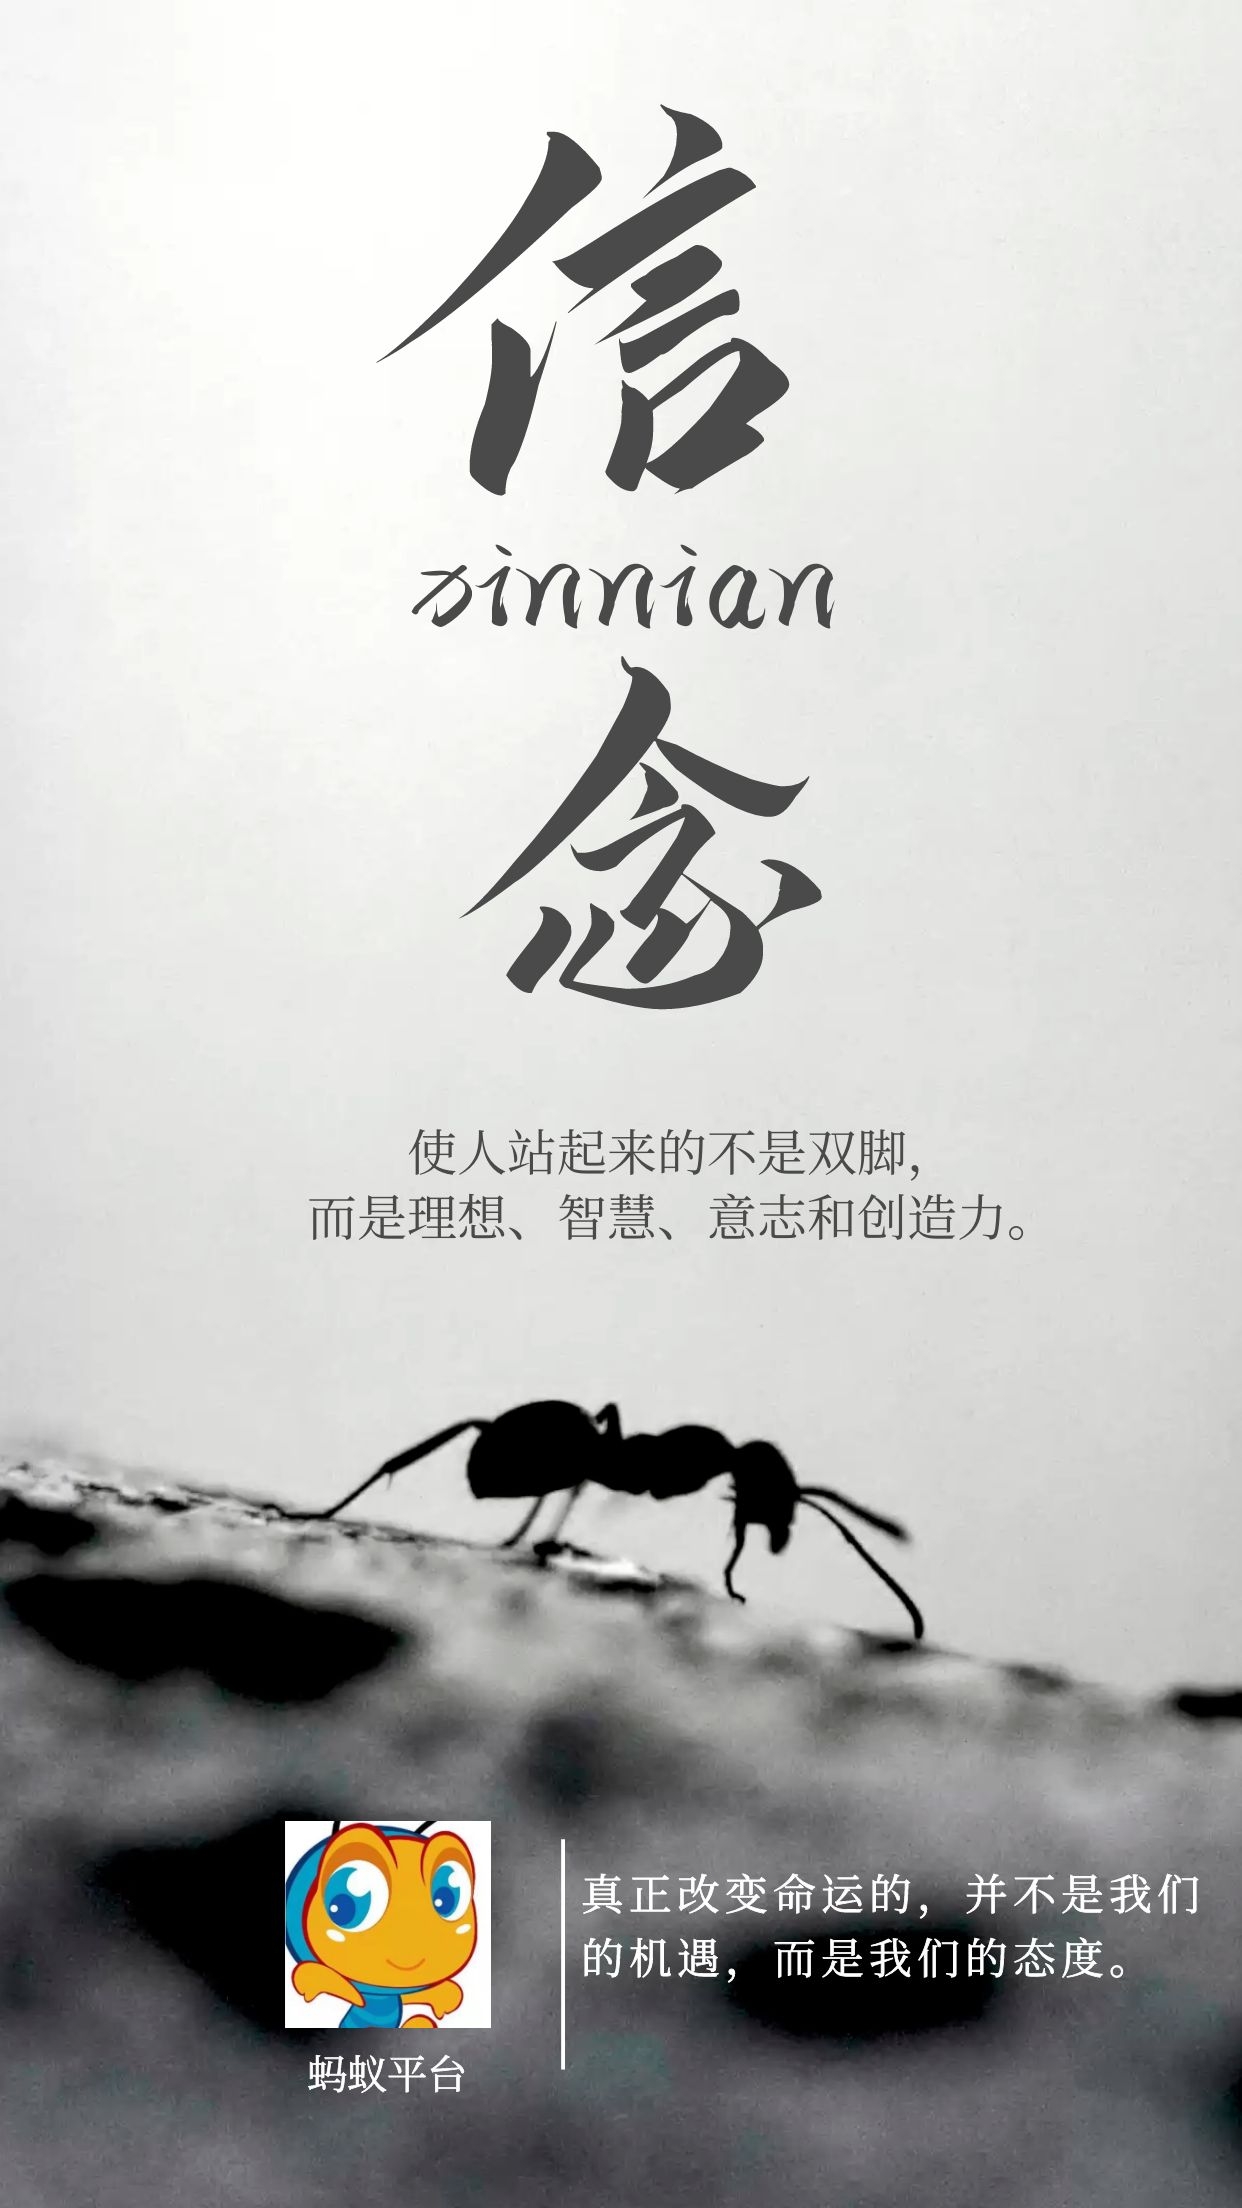 信
xinnian
念
使人站起来的不是双脚，
而是理想、智慧、意志和创造力。
真正改变命运的，并不是我们
的机遇，而是我们的态度。
蚂蚁平台